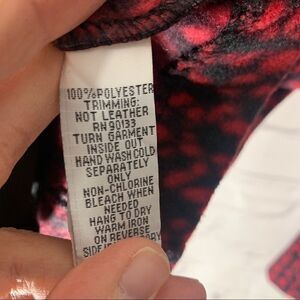 100%POLYESTER
TRIMMING:
NOT LEATHER
RN 90133
TURN GARMENT
INSIDE OUT
HAND WASH COLD
SEPARATELY
ONLY
NON-CHLORINE
BLEACH WHEN
NEEDED
HANG TO DRY
WARM IRON
ON REVERSE
SIDE